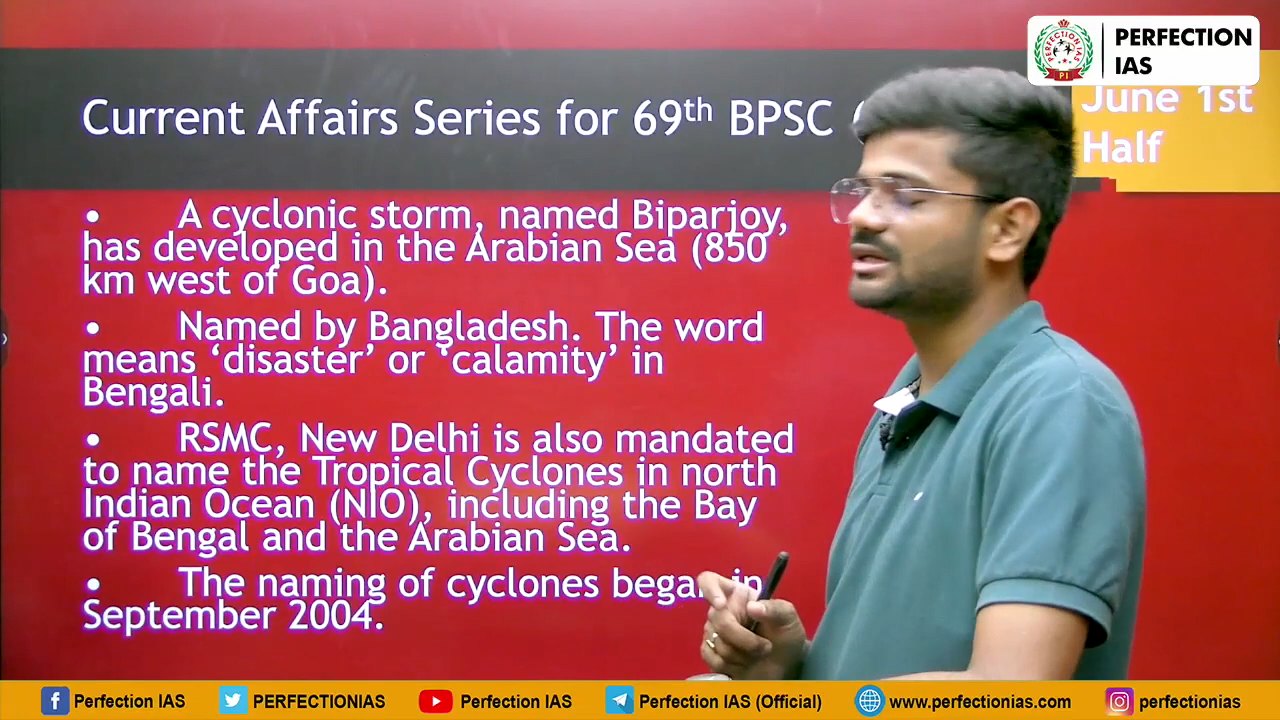 PERFECTION
IAS
PERFECTION IAS
PI
Current Affairs Series for 69th BPSC
June 1st
Half
• A cyclonic storm, named Biparjoy,
has developed in the Arabian Sea (850
km west of Goa).
• Named by Bangladesh. The word
means ‘disaster’ or ‘calamity’ in
Bengali.
• RSMC, New Delhi is also mandated
to name the Tropical Cyclones in north
Indian Ocean (NIO), including the Bay
of Bengal and the Arabian Sea.
• The naming of cyclones began in
September 2004.
Perfection IAS
PERFECTIONIAS
Perfection IAS
Perfection IAS (Official)
www.perfectionias.com
perfectionias